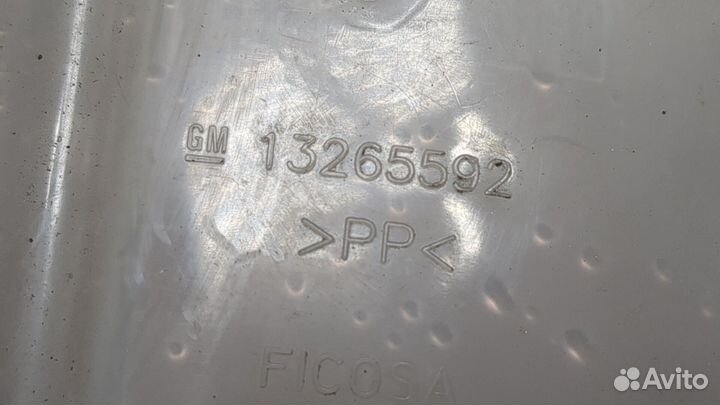 GM 13265592
>PP<
FICOSA
Avito